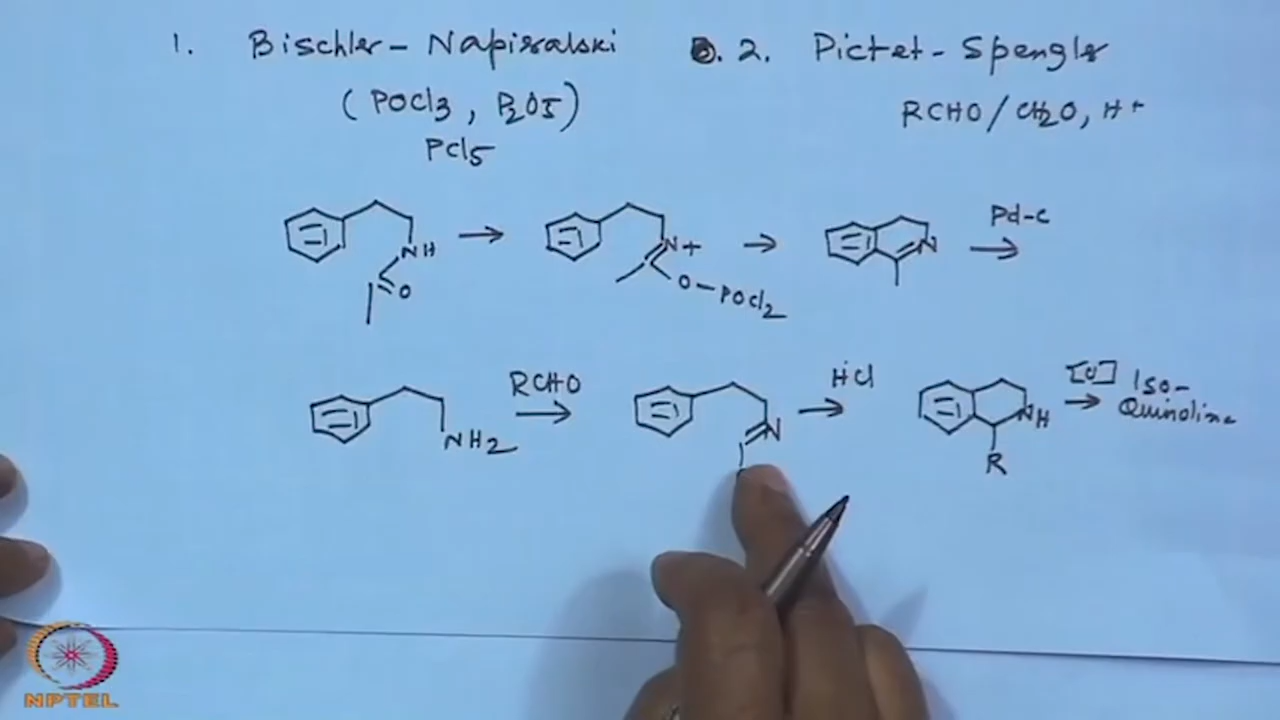 1. Bischler - Napiralski
(POCl3, P2O5)
PCl5
2. Pictet - Spengler
RCHO/CH2O, H+
NH
O
N+
O-POCl2
N
Pd-C
NH2
RCHO
N
HCl
NH
R
[O] Iso-
Quinoline
NPTEL